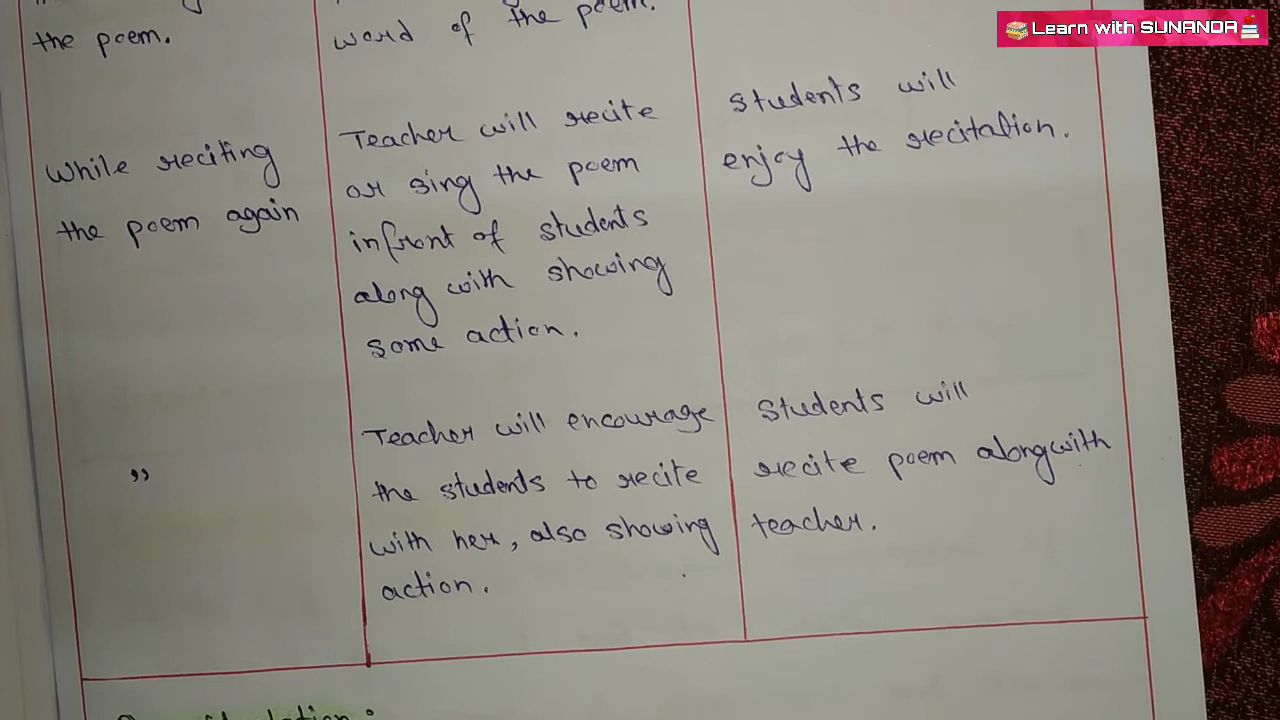 Learn with SUNANDA
the poem.
word of the poem.
While reciting
the poem again
Teacher will recite
or sing the poem
infront of students
along with showing
some action.
Students will
enjoy the recitation.
"
Teacher will encourage
the students to recite
with her, also showing
action.
Students will
recite poem alongwith
teacher.